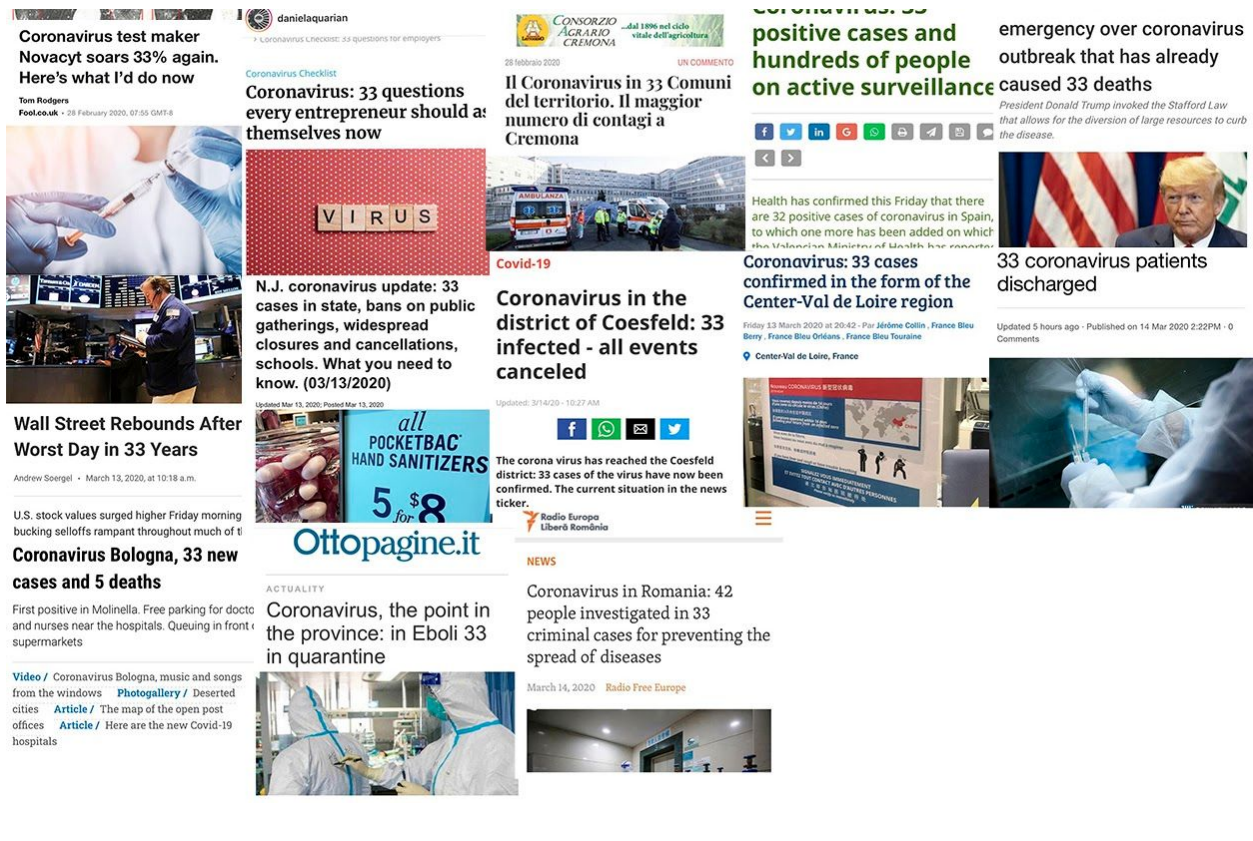 Coronavirus test maker
Novacyt soars 33% again.
Here's what I'd do now
Tom Rodgers
Fool.co.uk • 28 February 2020, 07:55 GMT-8
Wall Street Rebounds After
Worst Day in 33 Years
Andrew Soergel • March 13, 2020, at 10:18 a.m.
U.S. stock values surged higher Friday morning
bucking selloffs rampant throughout much of
Coronavirus Bologna, 33 new
cases and 5 deaths
First positive in Molinella. Free parking for docto
and nurses near the hospitals. Queuing in front
supermarkets
Video / Coronavirus Bologna, music and songs
from the windows Photogallery / Deserted
cities Article / The map of the open post
offices Article / Here are the new Covid-19
hospitals
danielaquarian
> Coronavirus Checklist: 33 questions for employers
Coronavirus Checklist
Coronavirus: 33 questions
every entrepreneur should as
themselves now
VIRUS
N.J. coronavirus update: 33
cases in state, bans on public
gatherings, widespread
closures and cancellations,
schools. What you need to
know. (03/13/2020)
Updated Mar 13, 2020; Posted Mar 13, 2020
all
POCKETBAC
HAND SANITIZERS
5 for $8
Ottopagine.it
ACTUALITY
Coronavirus, the point in
the province: in Eboli 33
in quarantine
CONSORZIO
AGRARIO
CREMONA
...dal 1896 nel ciclo
vitale dell'agricoltura
28 febbraio 2020 UN COMMENTO
Il Coronavirus in 33 Comuni
del territorio. Il maggior
numero di contagi a
Cremona
AMBULANZA
Covid-19
Coronavirus in the
district of Coesfeld: 33
infected - all events
canceled
Updated: 3/14/20 - 10:27 AM
The corona virus has reached the Coesfeld
district: 33 cases of the virus have now been
confirmed. The current situation in the news
ticker.
Radio Europa
Liberă România
NEWS
Coronavirus in Romania: 42
people investigated in 33
criminal cases for preventing the
spread of diseases
March 14, 2020 Radio Free Europe
Coronavirus: 33
positive cases and
hundreds of people
on active surveillance
Health has confirmed this Friday that there
are 32 positive cases of coronavirus in Spain,
to which one more has been added on which
the Valencian Ministry of Health has reported
Coronavirus: 33 cases
confirmed in the form of the
Center-Val de Loire region
Friday 13 March 2020 at 20:42 - Par Jérôme Collin , France Bleu
Berry , France Bleu Orléans , France Bleu Touraine
Center-Val de Loire, France
CORONAVIRUS
emergency over coronavirus
outbreak that has already
caused 33 deaths
President Donald Trump invoked the Stafford Law
that allows for the diversion of large resources to curb
the disease.
33 coronavirus patients
discharged
Updated 5 hours ago · Published on 14 Mar 2020 2:22PM · 0
Comments